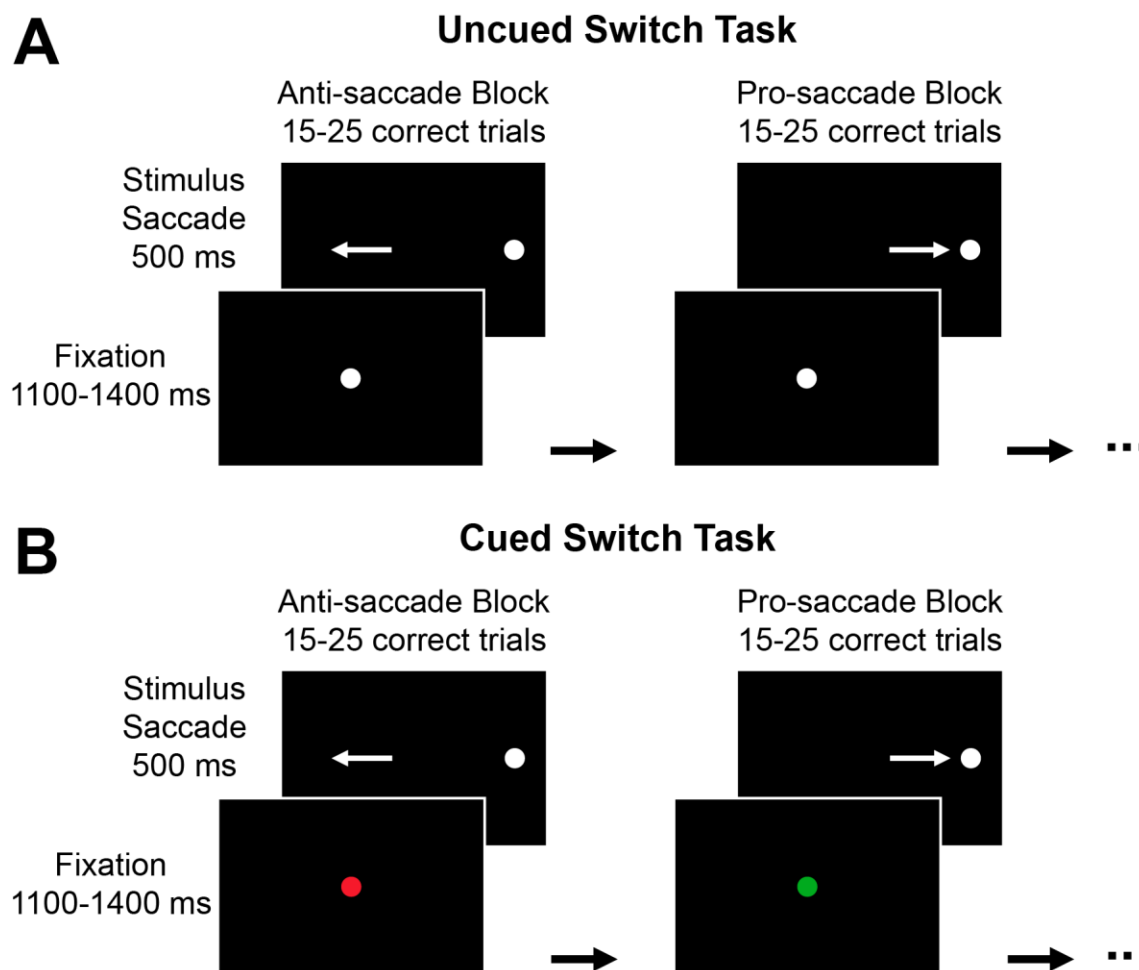 A
Uncued Switch Task
Anti-saccade Block
15-25 correct trials
Pro-saccade Block
15-25 correct trials
Stimulus
Saccade
500 ms
Fixation
1100-1400 ms
...
B
Cued Switch Task
Anti-saccade Block
15-25 correct trials
Pro-saccade Block
15-25 correct trials
Stimulus
Saccade
500 ms
Fixation
1100-1400 ms
..